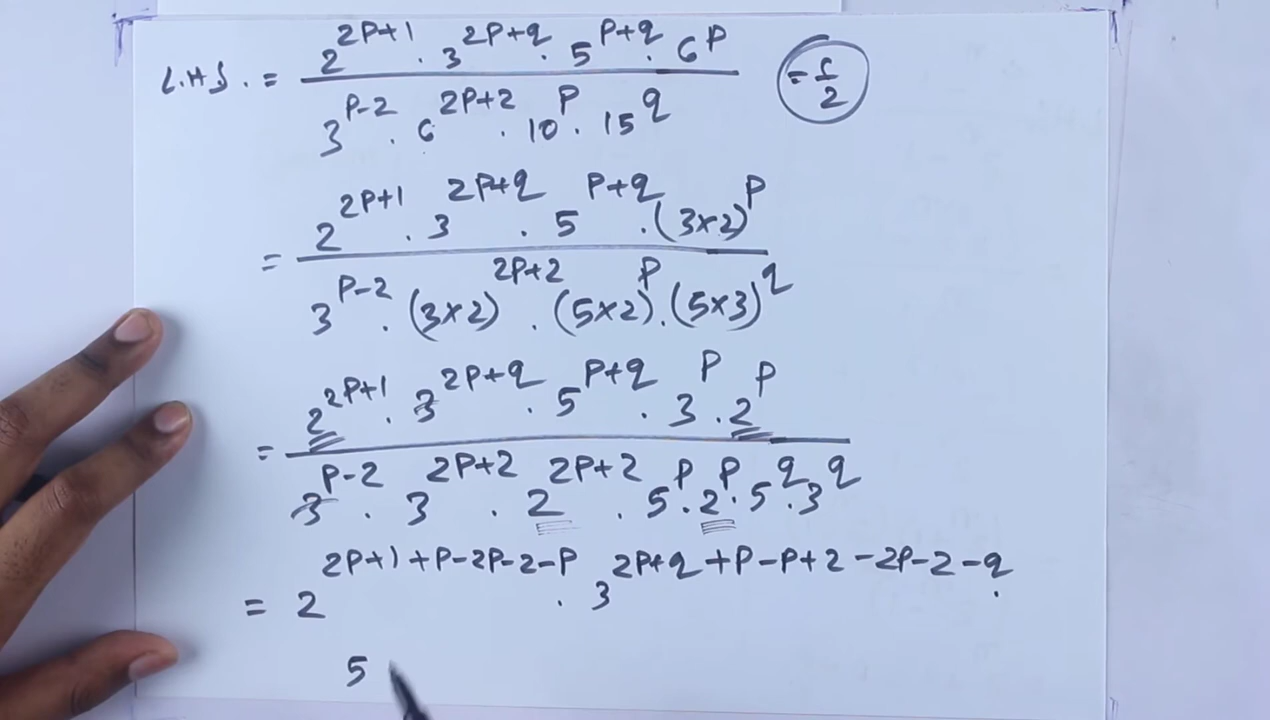 L.H.S. = 2^{2P+1} . 3^{2P+q} . 5^{P+q} . 6^{P}
3^{P-2} . 6^{2P+2} . 10^{P} . 15^{q}
= 2^{2P+1} . 3^{2P+q} . 5^{P+q} . (3×2)^{P}
3^{P-2} . (3×2)^{2P+2} . (5×2)^{P} . (5×3)^{q}
= 2^{2P+1} . 3^{2P+q} . 5^{P+q} . 3^{P} . 2^{P}
3^{P-2} . 3^{2P+2} . 2^{2P+2} . 5^{P} . 2^{P} . 5^{q} . 3^{q}
= 2^{2P+1+P-2P-2-P} . 3^{2P+q+P-P+2-2P-2-q} .
5